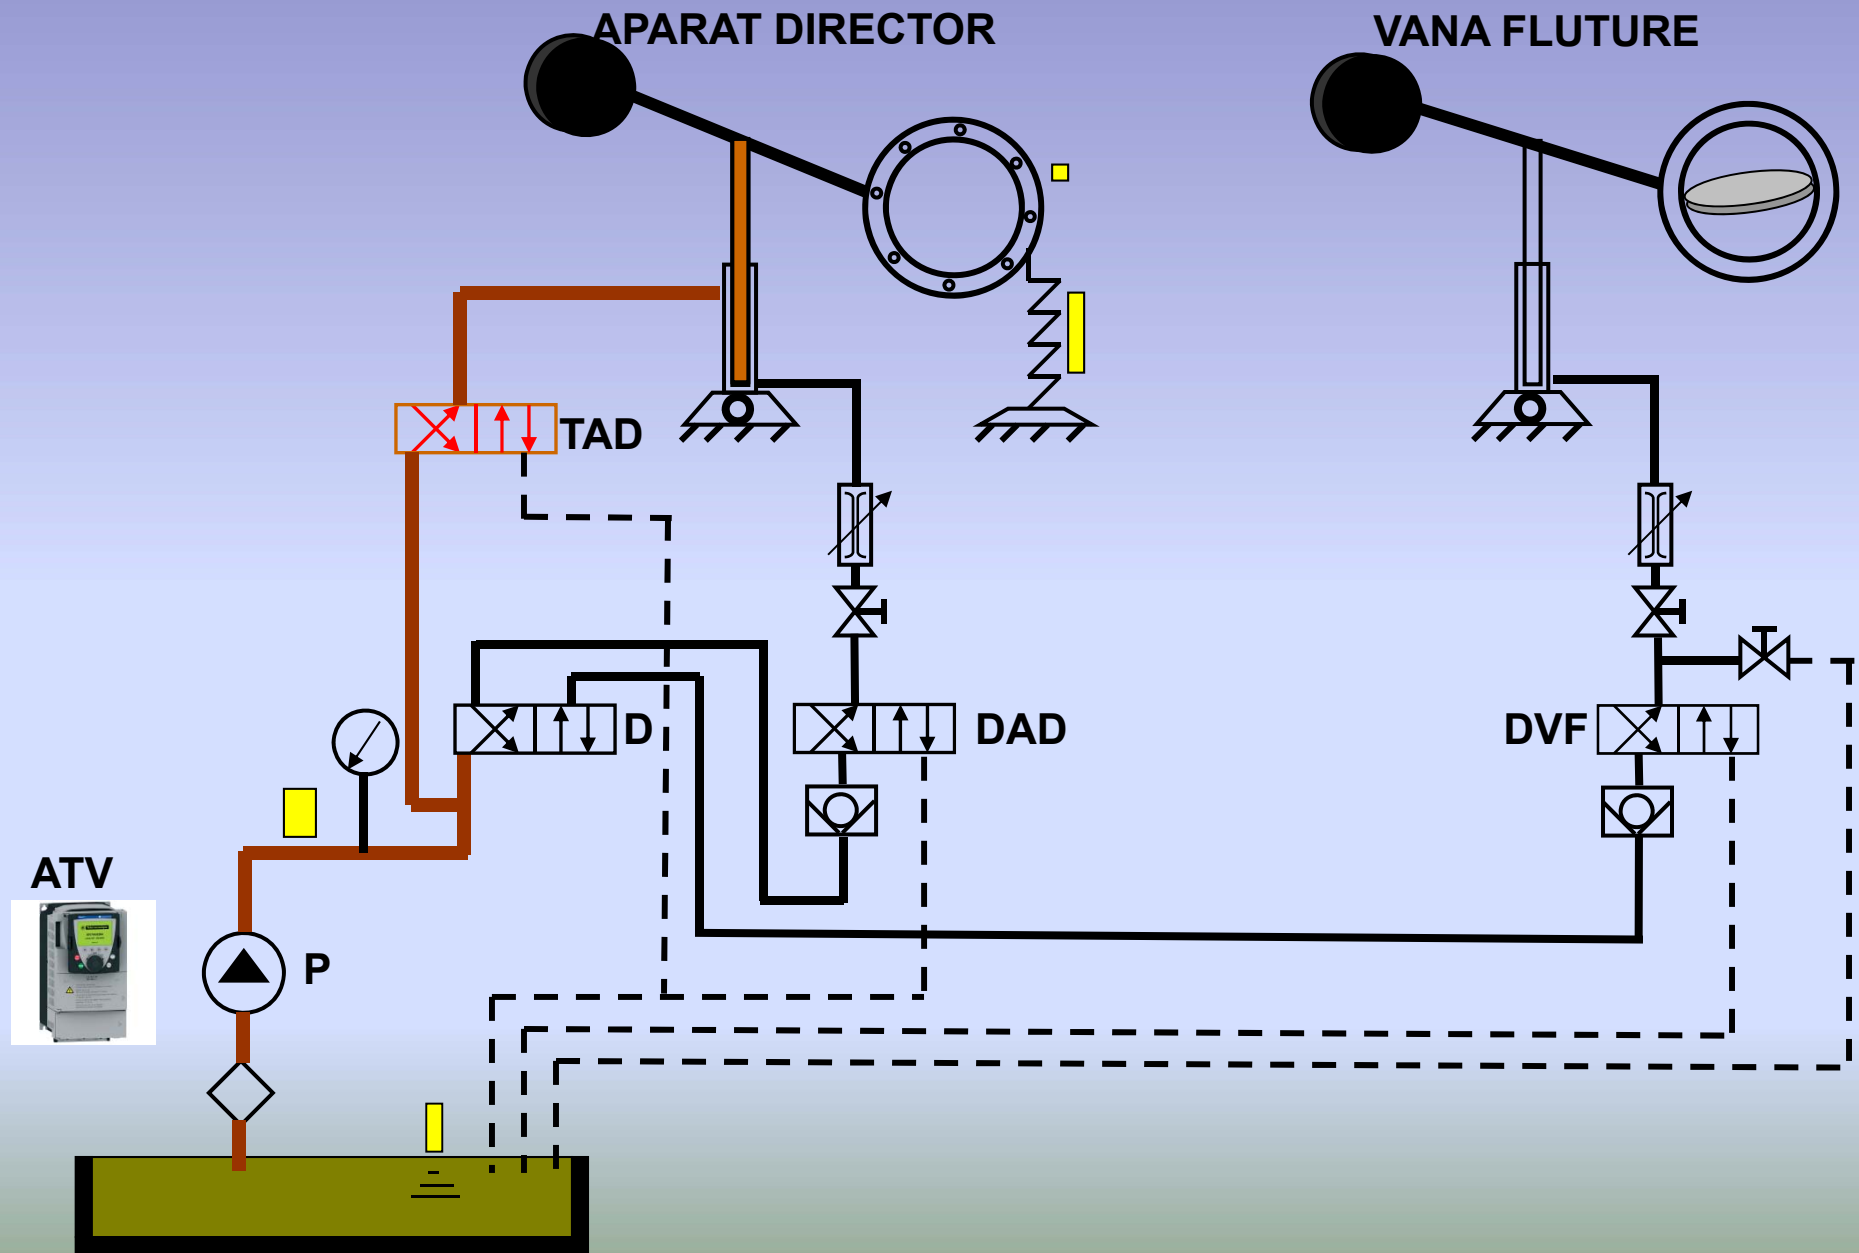 APARAT DIRECTOR
VANA FLUTURE
TAD
D
DAD
DVF
ATV
P